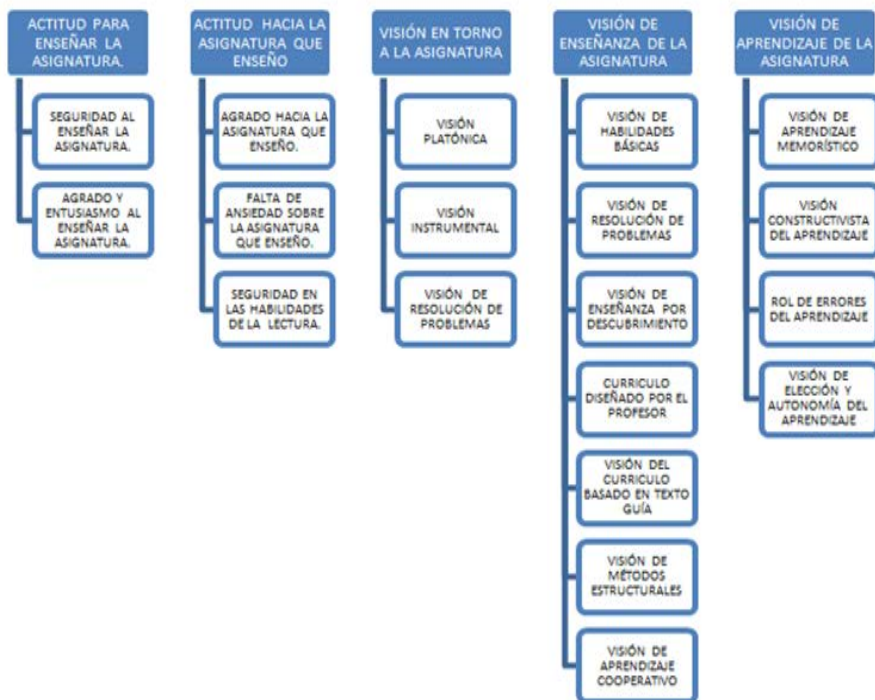 ACTITUD PARA
ENSEÑAR LA
ASIGNATURA.
SEGURIDAD AL
ENSEÑAR LA
ASIGNATURA.
AGRADO Y
ENTUSIASMO AL
ENSEÑAR LA
ASIGNATURA.
ACTITUD HACIA LA
ASIGNATURA QUE
ENSEÑO
AGRADO HACIA LA
ASIGNATURA QUE
ENSEÑO.
FALTA DE
ANSIEDAD SOBRE
LA ASIGNATURA
QUE ENSEÑO.
SEGURIDAD EN
LAS HABILIDADES
DE LA LECTURA.
VISIÓN EN TORNO
A LA ASIGNATURA
VISIÓN
PLATÓNICA
VISIÓN
INSTRUMENTAL
VISIÓN DE
RESOLUCIÓN DE
PROBLEMAS
VISIÓN DE
ENSEÑANZA DE LA
ASIGNATURA
VISIÓN DE
HABILIDADES
BÁSICAS
VISIÓN DE
RESOLUCIÓN DE
PROBLEMAS
VISIÓN DE
ENSEÑANZA POR
DESCUBRIMIENTO
CURRICULO
DISEÑADO POR EL
PROFESOR
VISIÓN DEL
CURRICULO
BASADO EN TEXTO
GUÍA
VISIÓN DE
MÉTODOS
ESTRUCTURALES
VISIÓN DE
APRENDIZAJE
COOPERATIVO
VISIÓN DE
APRENDIZAJE DE LA
ASIGNATURA
VISIÓN DE
APRENDIZAJE
MEMORÍSTICO
VISIÓN
CONSTRUCTIVISTA
DEL APRENDIZAJE
ROL DE ERRORES
DEL APRENDIZAJE
VISIÓN DE
ELECCIÓN Y
AUTONOMÍA DEL
APRENDIZAJE